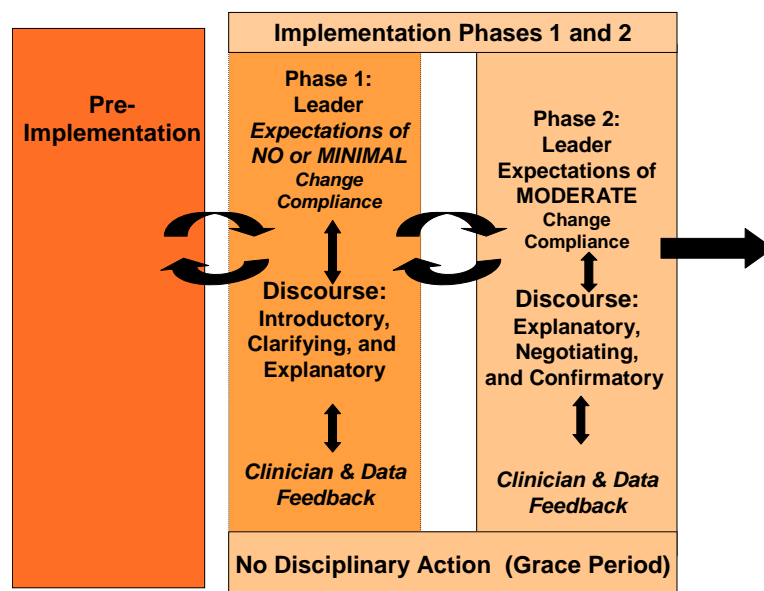 Implementation Phases 1 and 2
Pre-
Implementation
Phase 1:
Leader
Expectations of
NO or MINIMAL
Change
Compliance
Discourse:
Introductory,
Clarifying, and
Explanatory
Clinician & Data
Feedback
Phase 2:
Leader
Expectations of
MODERATE
Change
Compliance
Discourse:
Explanatory,
Negotiating,
and Confirmatory
Clinician & Data
Feedback
No Disciplinary Action (Grace Period)